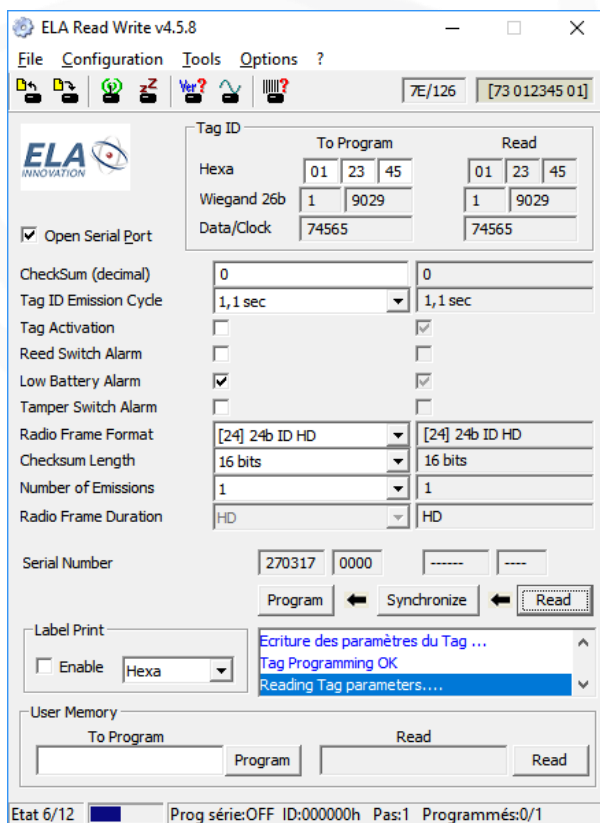 ELA Read Write v4.5.8
File Configuration Tools Options ?
Ver? ? 7E/126 [73 012345 01]
Tag ID
To Program Read
ELA INNOVATION
Hexa 01 23 45 01 23 45
Wiegand 26b 1 9029 1 9029
Open Serial Port Data/Clock 74565 74565
CheckSum (decimal) 0 0
Tag ID Emission Cycle 1,1 sec 1,1 sec
Tag Activation
Reed Switch Alarm
Low Battery Alarm
Tamper Switch Alarm
Radio Frame Format [24] 24b ID HD [24] 24b ID HD
Checksum Length 16 bits 16 bits
Number of Emissions 1 1
Radio Frame Duration HD HD
Serial Number 270317 0000 ------ ----
Program Synchronize Read
Label Print
Enable Hexa
Ecriture des paramètres du Tag ...
Tag Programming OK
Reading Tag parameters....
User Memory
To Program Read
Program Read
Etat 6/12 Prog série:OFF ID:000000h Pas:1 Programmés:0/1